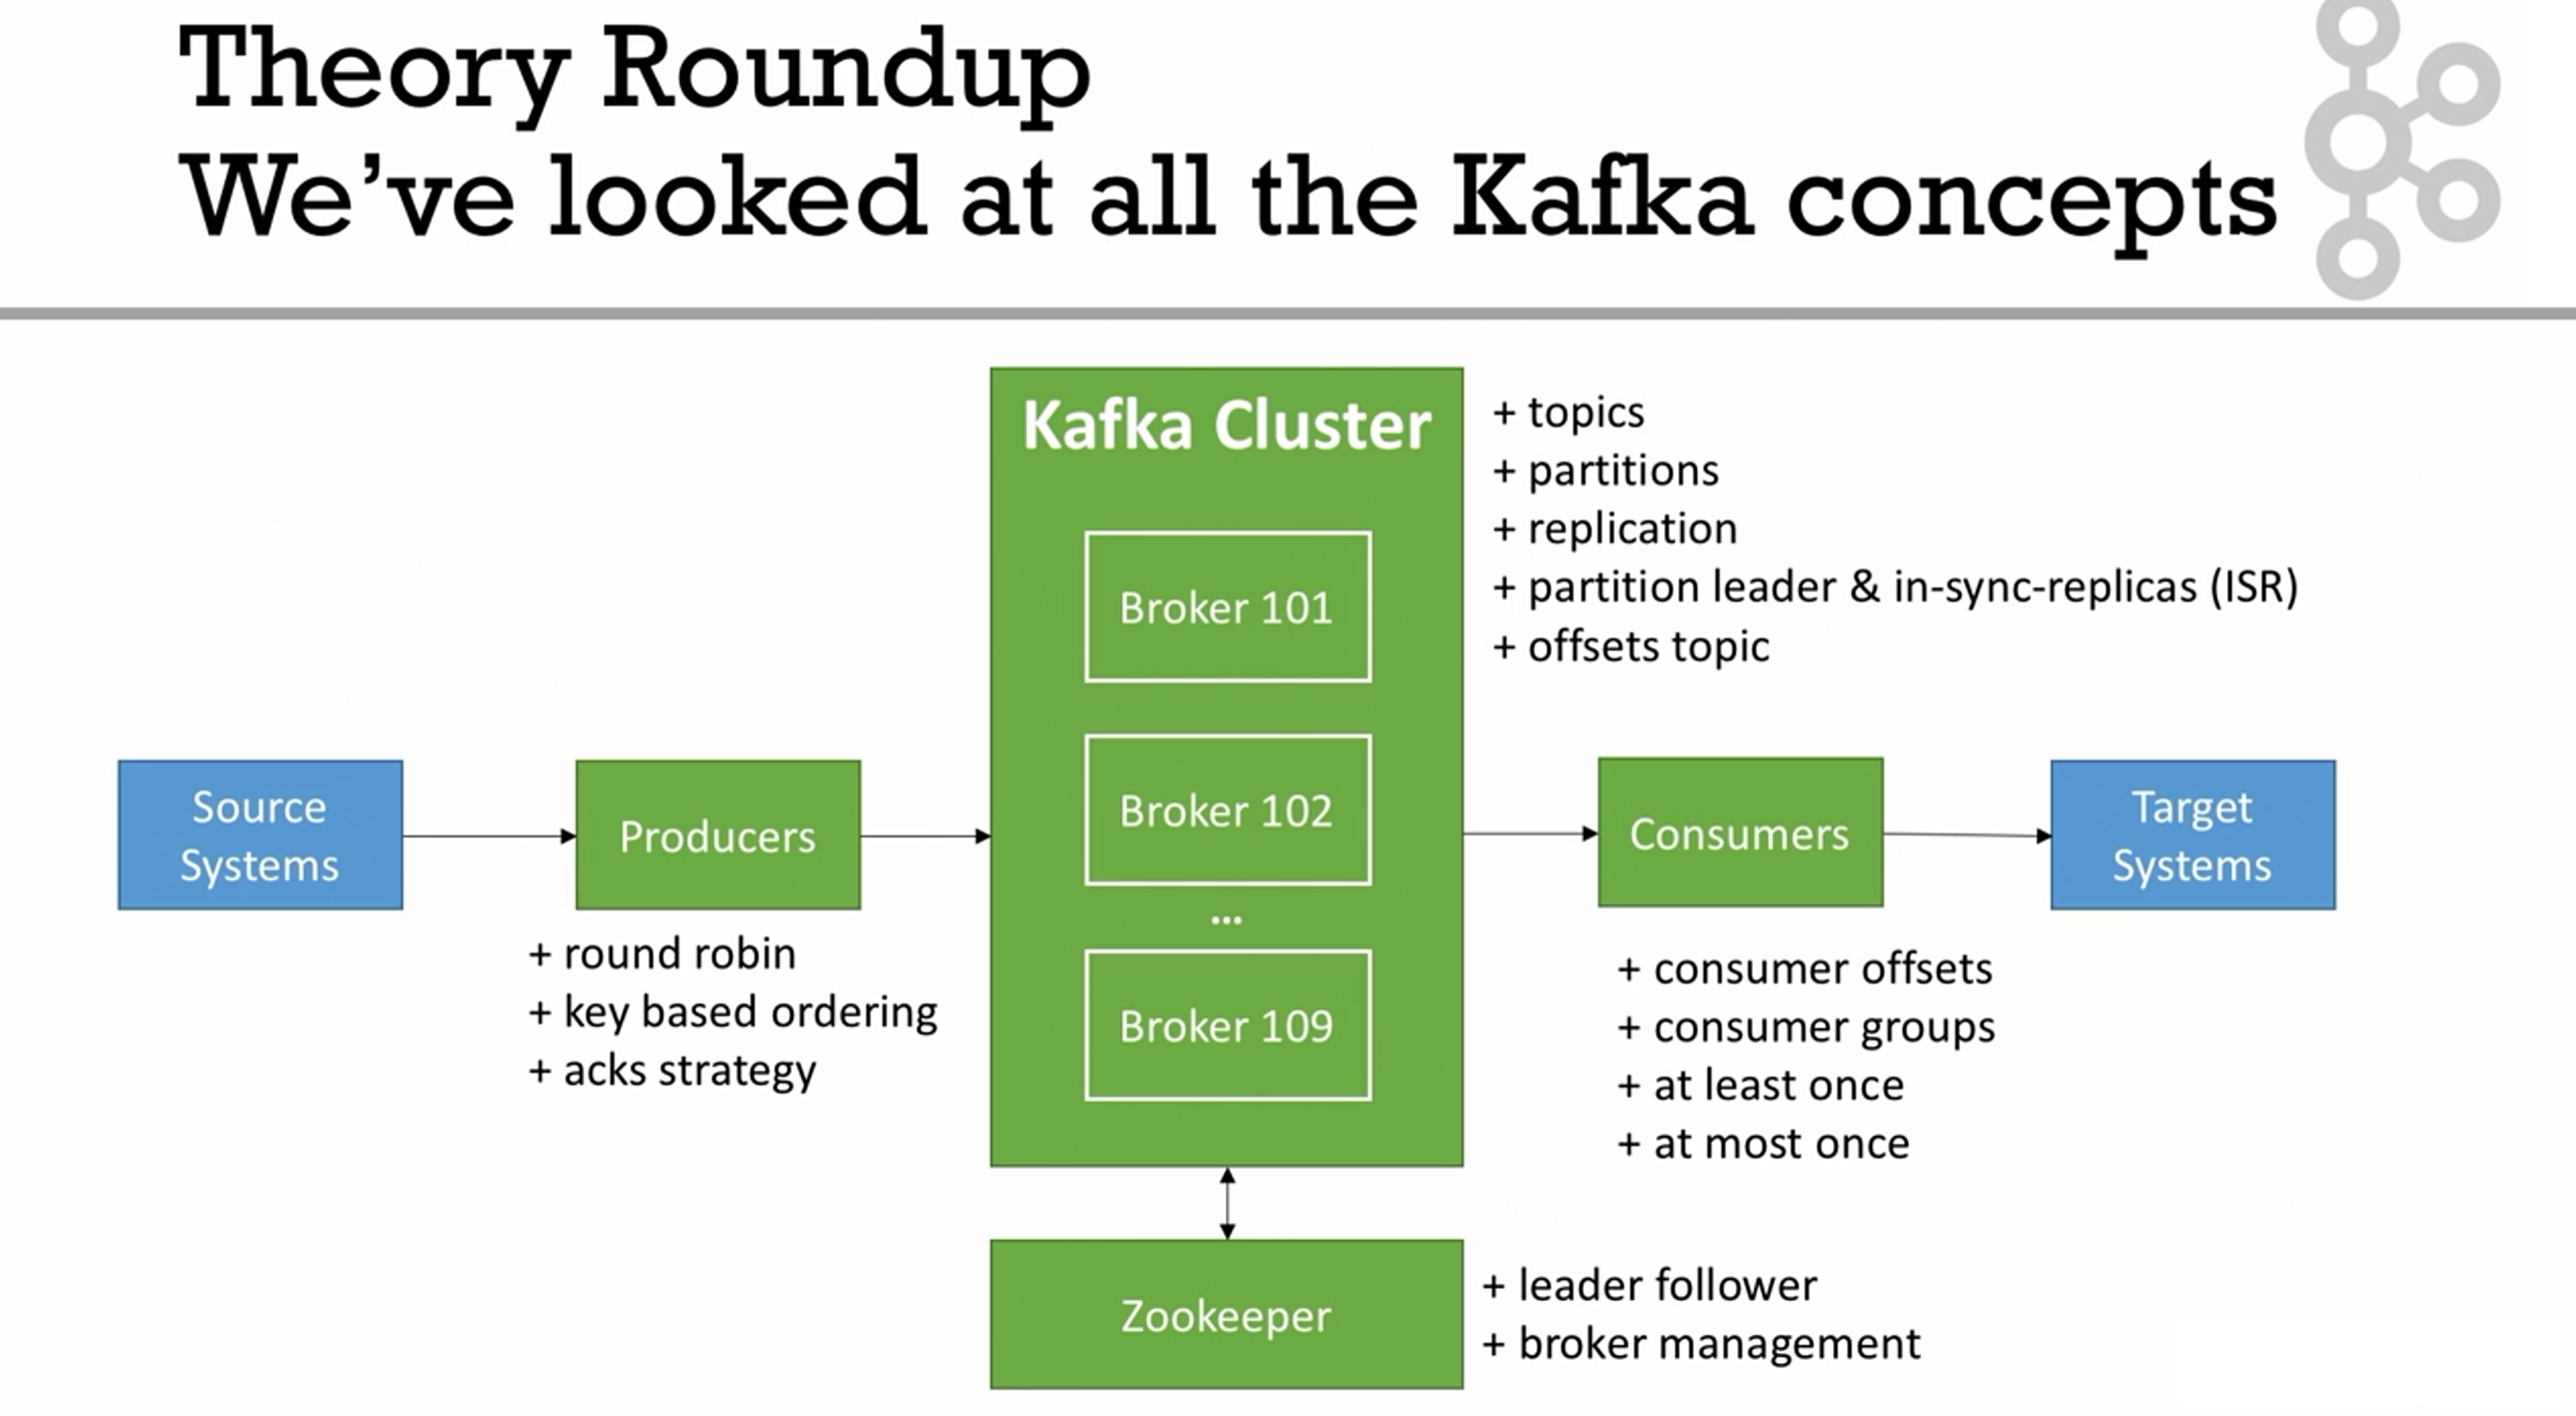 Theory Roundup
We’ve looked at all the Kafka concepts
Kafka Cluster
Broker 101
Broker 102
...
Broker 109
+ topics
+ partitions
+ replication
+ partition leader & in-sync-replicas (ISR)
+ offsets topic
Source
Systems
Producers
+ round robin
+ key based ordering
+ acks strategy
Consumers
+ consumer offsets
+ consumer groups
+ at least once
+ at most once
Target
Systems
Zookeeper
+ leader follower
+ broker management